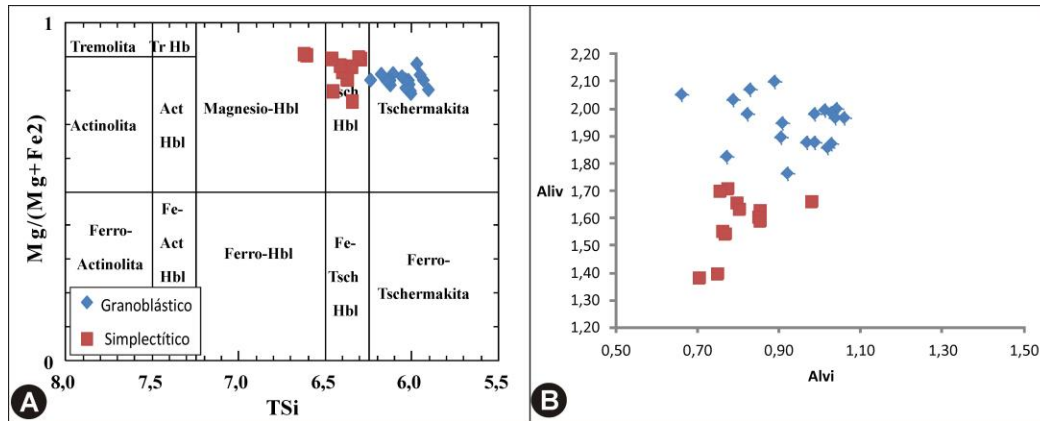 1
Mg/(Mg+Fe2)
0
Tremolita
Tr Hb
Actinolita
Act
Hbl
Magnesio-Hbl
Tsch
Hbl
Tschermakita
Ferro-
Actinolita
Fe-
Act
Hbl
Ferro-Hbl
Fe-
Tsch
Hbl
Ferro-
Tschermakita
Granoblástico
Simplectítico
8,0 7,5 7,0 6,5 6,0 5,5
TSi
A
2,20
2,10
2,00
1,90
1,80
1,70
1,60
1,50
1,40
1,30
1,20
Aliv
0,50 0,70 0,90 1,10 1,30 1,50
Alvi
B